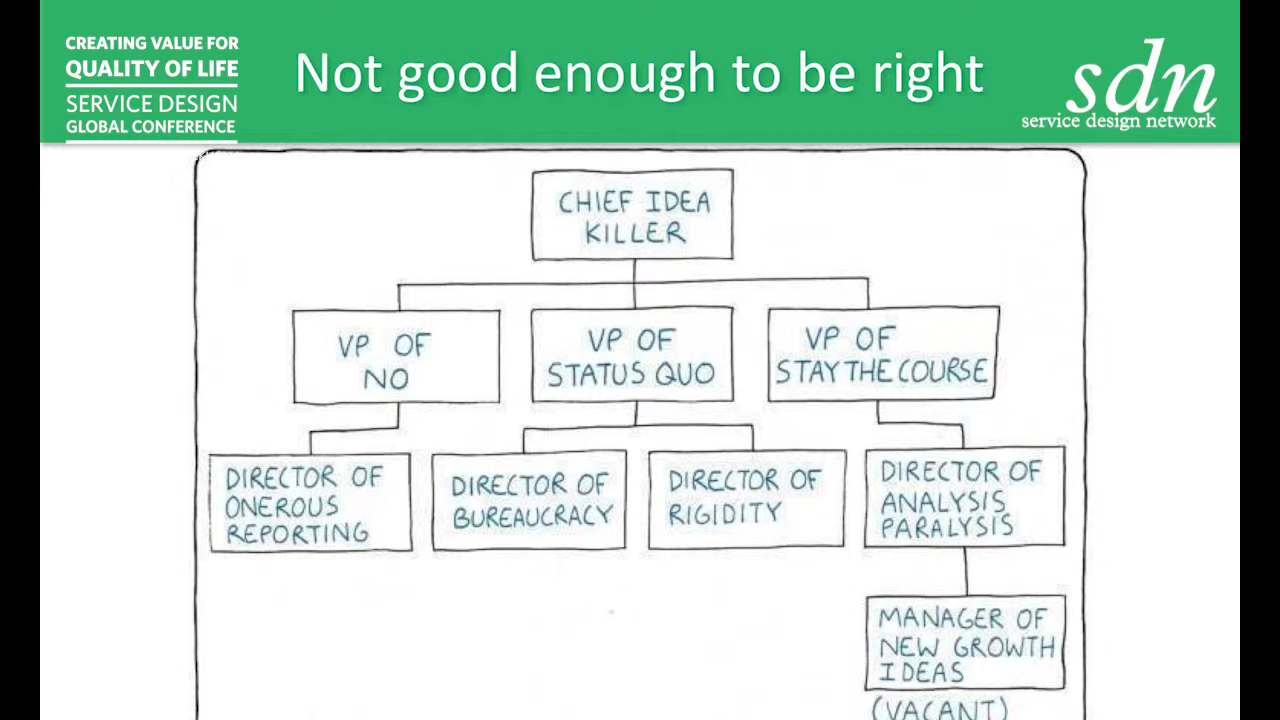 CREATING VALUE FOR
QUALITY OF LIFE
SERVICE DESIGN
GLOBAL CONFERENCE
Not good enough to be right
sdn
service design network
CHIEF IDEA
KILLER
VP OF
NO
VP OF
STATUS QUO
VP OF
STAY THE COURSE
DIRECTOR OF
ONEROUS
REPORTING
DIRECTOR OF
BUREAUCRACY
DIRECTOR OF
RIGIDITY
DIRECTOR OF
ANALYSIS
PARALYSIS
MANAGER OF
NEW GROWTH
IDEAS
(VACANT)